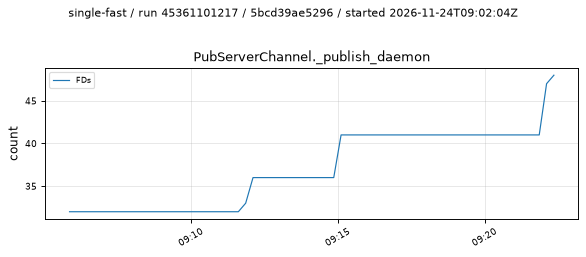 single-fast / run 45361101217 / 5bcd39ae5296 / started 2026-11-24T09:02:04Z
PubServerChannel._publish_daemon
FDs
count
45
40
35
09:10
09:15
09:20